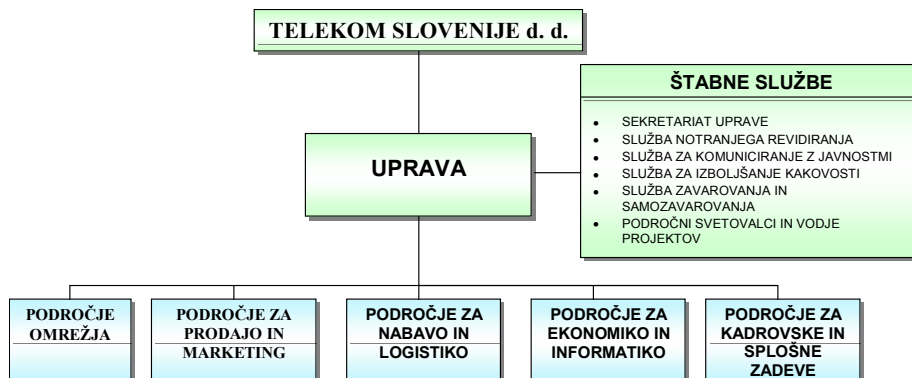 TELEKOM SLOVENIJE d. d.
ŠTABNE SLUŽBE
• SEKRETARIAT UPRAVE
• SLUŽBA NOTRANJEGA REVIDIRANJA
• SLUŽBA ZA KOMUNICIRANJE Z JAVNOSTMI
• SLUŽBA ZA IZBOLJŠANJE KAKOVOSTI
• SLUŽBA ZAVAROVANJA IN
SAMOZAVAROVANJA
• PODROČNI SVETOVALCI IN VODJE
PROJEKTOV
UPRAVA
PODROČJE
OMREŽJA
PODROČJE ZA
PRODAJO IN
MARKETING
PODROČJE ZA
NABAVO IN
LOGISTIKO
PODROČJE ZA
EKONOMIKO IN
INFORMATIKO
PODROČJE ZA
KADROVSKE IN
SPLOŠNE
ZADEVE